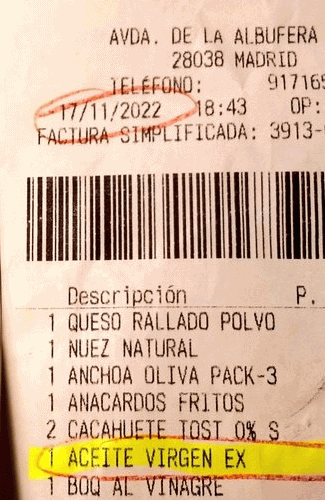 AVDA. DE LA ALBUFERA
28038 MADRID
TELÉFONO: 917165
17/11/2022 18:43 OP:
FACTURA SIMPLIFICADA: 3913-
Descripción P.
1 QUESO RALLADO POLVO
1 NUEZ NATURAL
1 ANCHOA OLIVA PACK-3
1 ANACARDOS FRITOS
2 CACAHUETE TOST 0% S
1 ACEITE VIRGEN EX
1 BOQ AL VINAGRE